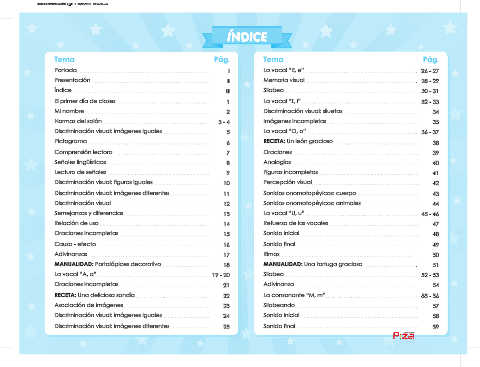 ÍNDICE
Tema Pág.
Portada I
Presentación II
Índice III
El primer día de clases 1
Mi nombre 2
Normas del salón 3 - 4
Discriminación visual: imágenes iguales 5
Pictograma 6
Comprensión lectora 7
Señales lingüísticas 8
Lectura de señales 9
Discriminación visual: figuras iguales 10
Discriminación visual: imágenes diferentes 11
Discriminación visual 12
Semejanzas y diferencias 13
Relación de uso 14
Oraciones incompletas 15
Causa - efecto 16
Adivinanzas 17
MANUALIDAD: Portalápices decorativo 18
La vocal "A, a" 19 - 20
Oraciones incompletas 21
RECETA: Una deliciosa sandía 22
Asociación de imágenes 23
Discriminación visual: imágenes iguales 24
Discriminación visual: imágenes diferentes 25
Tema Pág.
La vocal "E, e" 26 - 27
Memoria visual 28 - 29
Sílabeo 30 - 31
La vocal "I, i" 32 - 33
Discriminación visual: siluetas 34
Imágenes incompletas 35
La vocal "O, o" 36 - 37
RECETA: Un león gracioso 38
Oraciones 39
Analogías 40
Figuras incompletas 41
Percepción visual 42
Sonidos onomatopéyicos: cuerpo 43
Sonidos onomatopéyicos: animales 44
La vocal "U, u" 45 - 46
Refuerzo de las vocales 47
Sonido inicial 48
Sonido final 49
Rimas 50
MANUALIDAD: Una tortuga graciosa 51
Sílabeo 52 - 53
Adivinanza 54
La consonante "M, m" 55 - 56
Silabeando 57
Sonido inicial 58
Sonido final 59